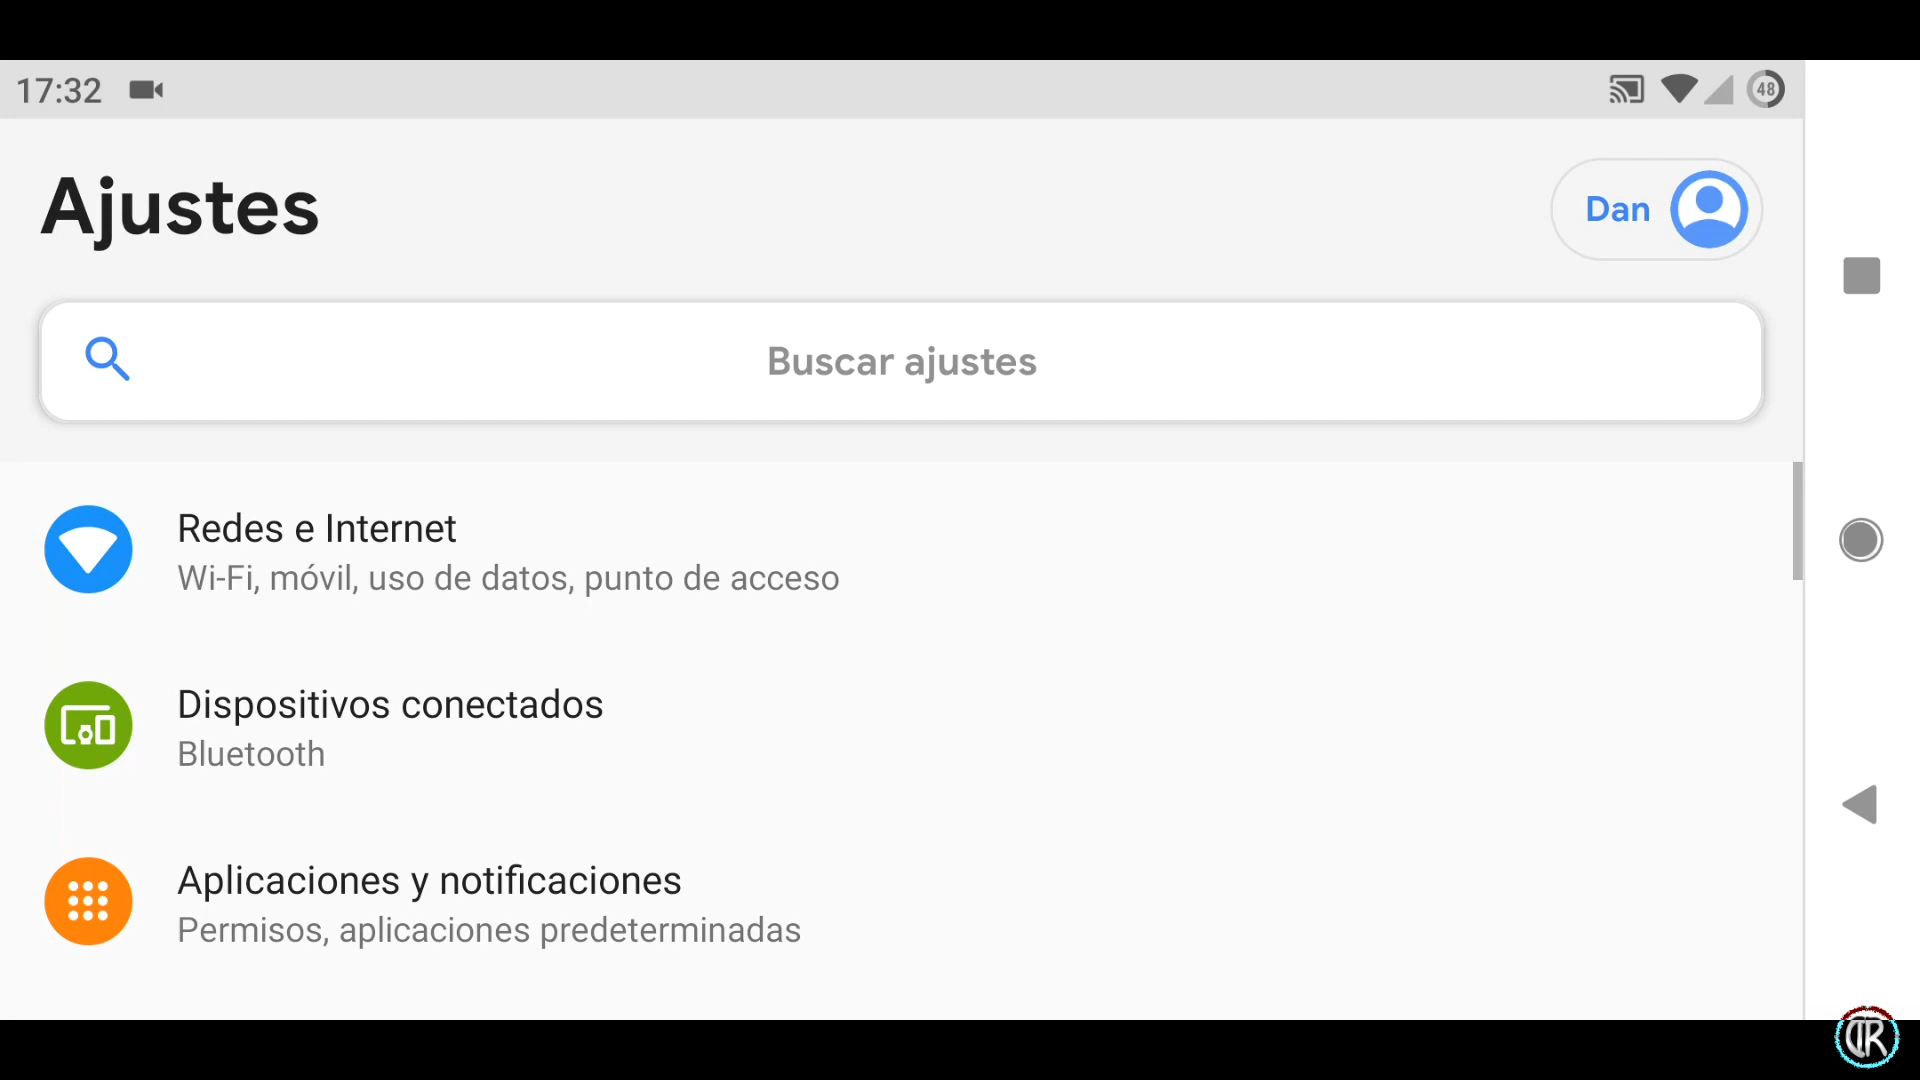 17:32
48
Ajustes
Dan
Buscar ajustes
Redes e Internet
Wi-Fi, móvil, uso de datos, punto de acceso
Dispositivos conectados
Bluetooth
Aplicaciones y notificaciones
Permisos, aplicaciones predeterminadas